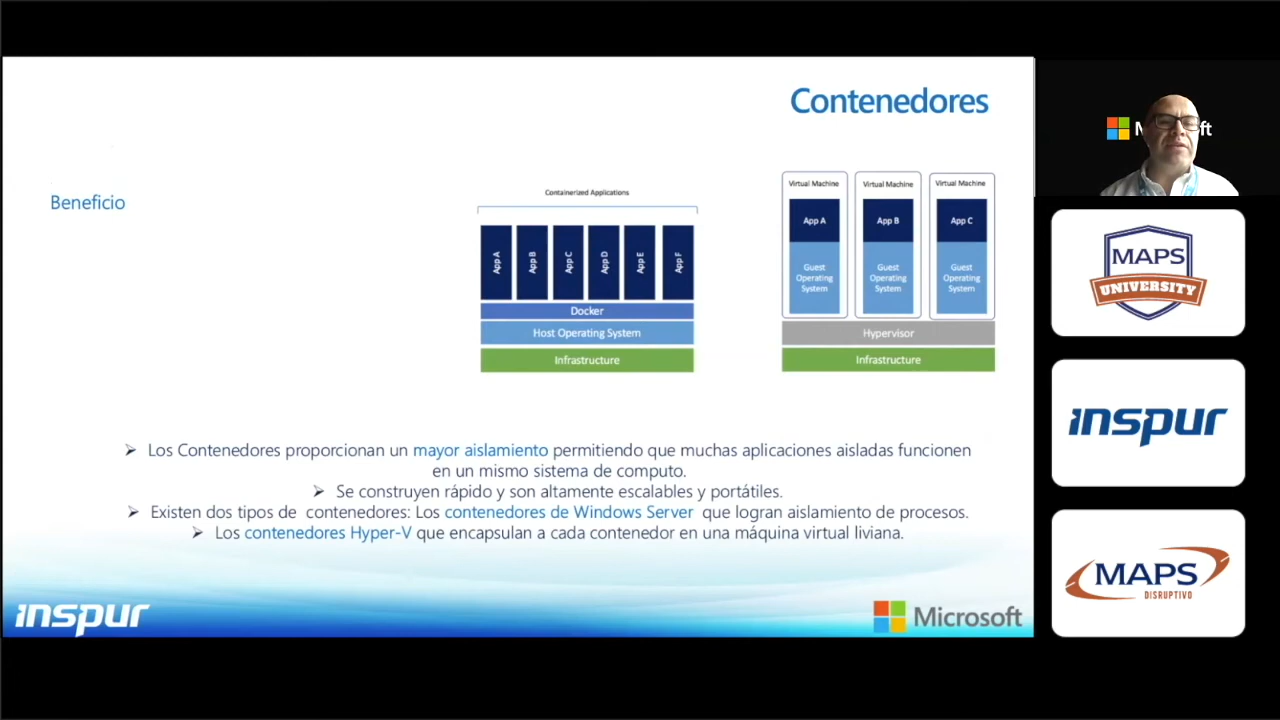 Contenedores
Beneficio
Containerized Applications
App A
App B
App C
App D
App E
App F
Docker
Host Operating System
Infrastructure
Virtual Machine
Virtual Machine
Virtual Machine
App A
App B
App C
Guest
Operating
System
Guest
Operating
System
Guest
Operating
System
Hypervisor
Infrastructure
➢ Los Contenedores proporcionan un mayor aislamiento permitiendo que muchas aplicaciones aisladas funcionen
en un mismo sistema de computo.
➢ Se construyen rápido y son altamente escalables y portátiles.
➢ Existen dos tipos de contenedores: Los contenedores de Windows Server que logran aislamiento de procesos.
➢ Los contenedores Hyper-V que encapsulan a cada contenedor en una máquina virtual liviana.
inspur
Microsoft
MAPS
UNIVERSITY
inspur
MAPS
DISRUPTIVO